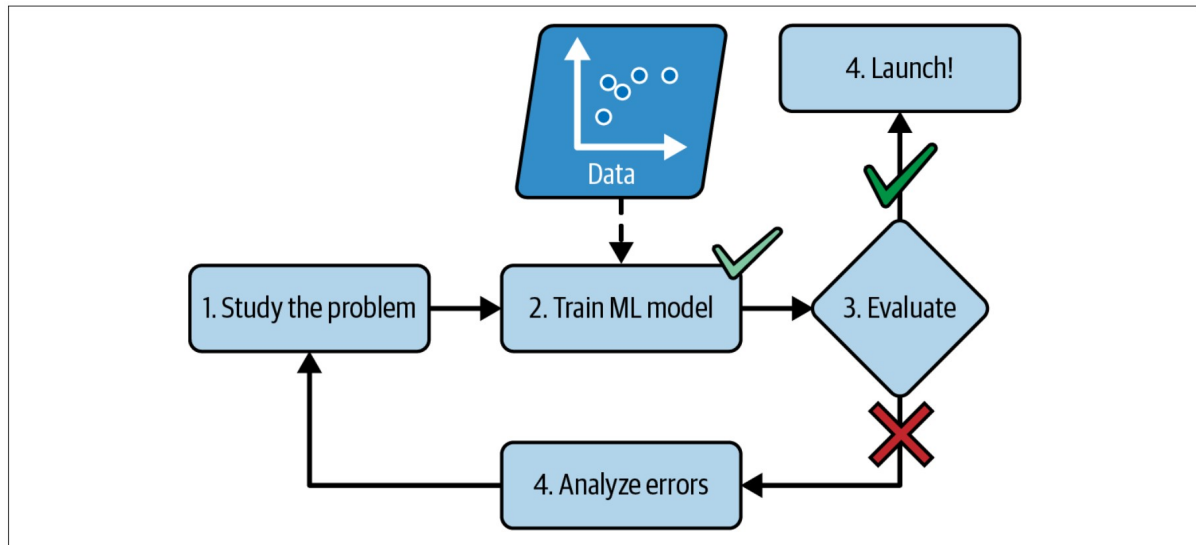 4. Launch!
Data
1. Study the problem
2. Train ML model
3. Evaluate
4. Analyze errors